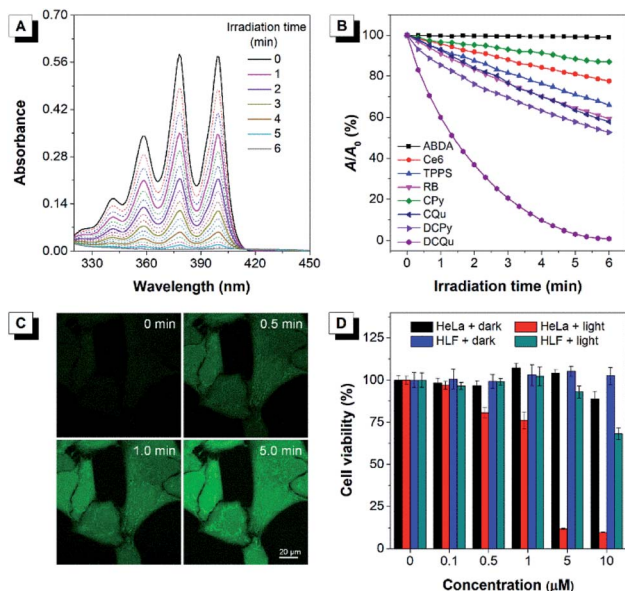 A
Irradiation time
(min)
0
1
2
3
4
5
6
0.70
0.56
0.42
0.28
0.14
0.00
Absorbance
330
360
390
420
450
Wavelength (nm)
B
100
80
60
40
20
0
A/A0 (%)
ABDA
Ce6
TPPS
RB
CPy
CQu
DCPy
DCQu
0 1 2 3 4 5 6
Irradiation time (min)
C
0 min
0.5 min
1.0 min
5.0 min
20 μm
D
HeLa + dark
HeLa + light
HLF + dark
HLF + light
125
100
75
50
25
0
Cell viability (%)
0 0.1 0.5 1 5 10
Concentration (μM)